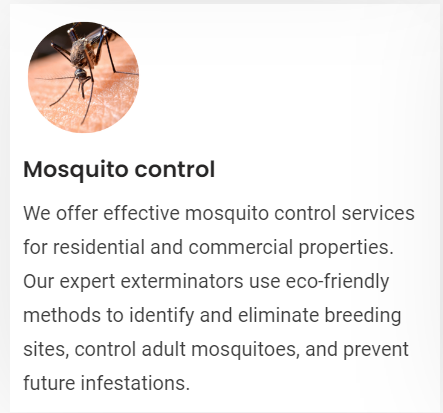 Mosquito control
We offer effective mosquito control services
for residential and commercial properties.
Our expert exterminators use eco-friendly
methods to identify and eliminate breeding
sites, control adult mosquitoes, and prevent
future infestations.